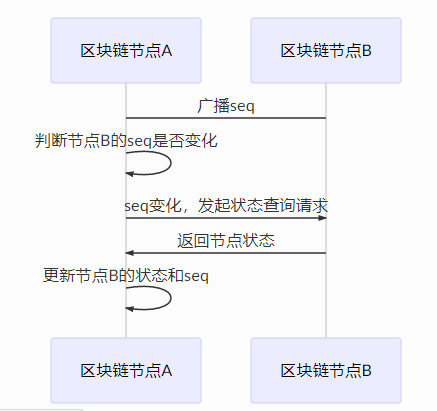 区块链节点A
区块链节点B
广播seq
判断节点B的seq是否变化
seq变化，发起状态查询请求
返回节点状态
更新节点B的状态和seq
区块链节点A
区块链节点B